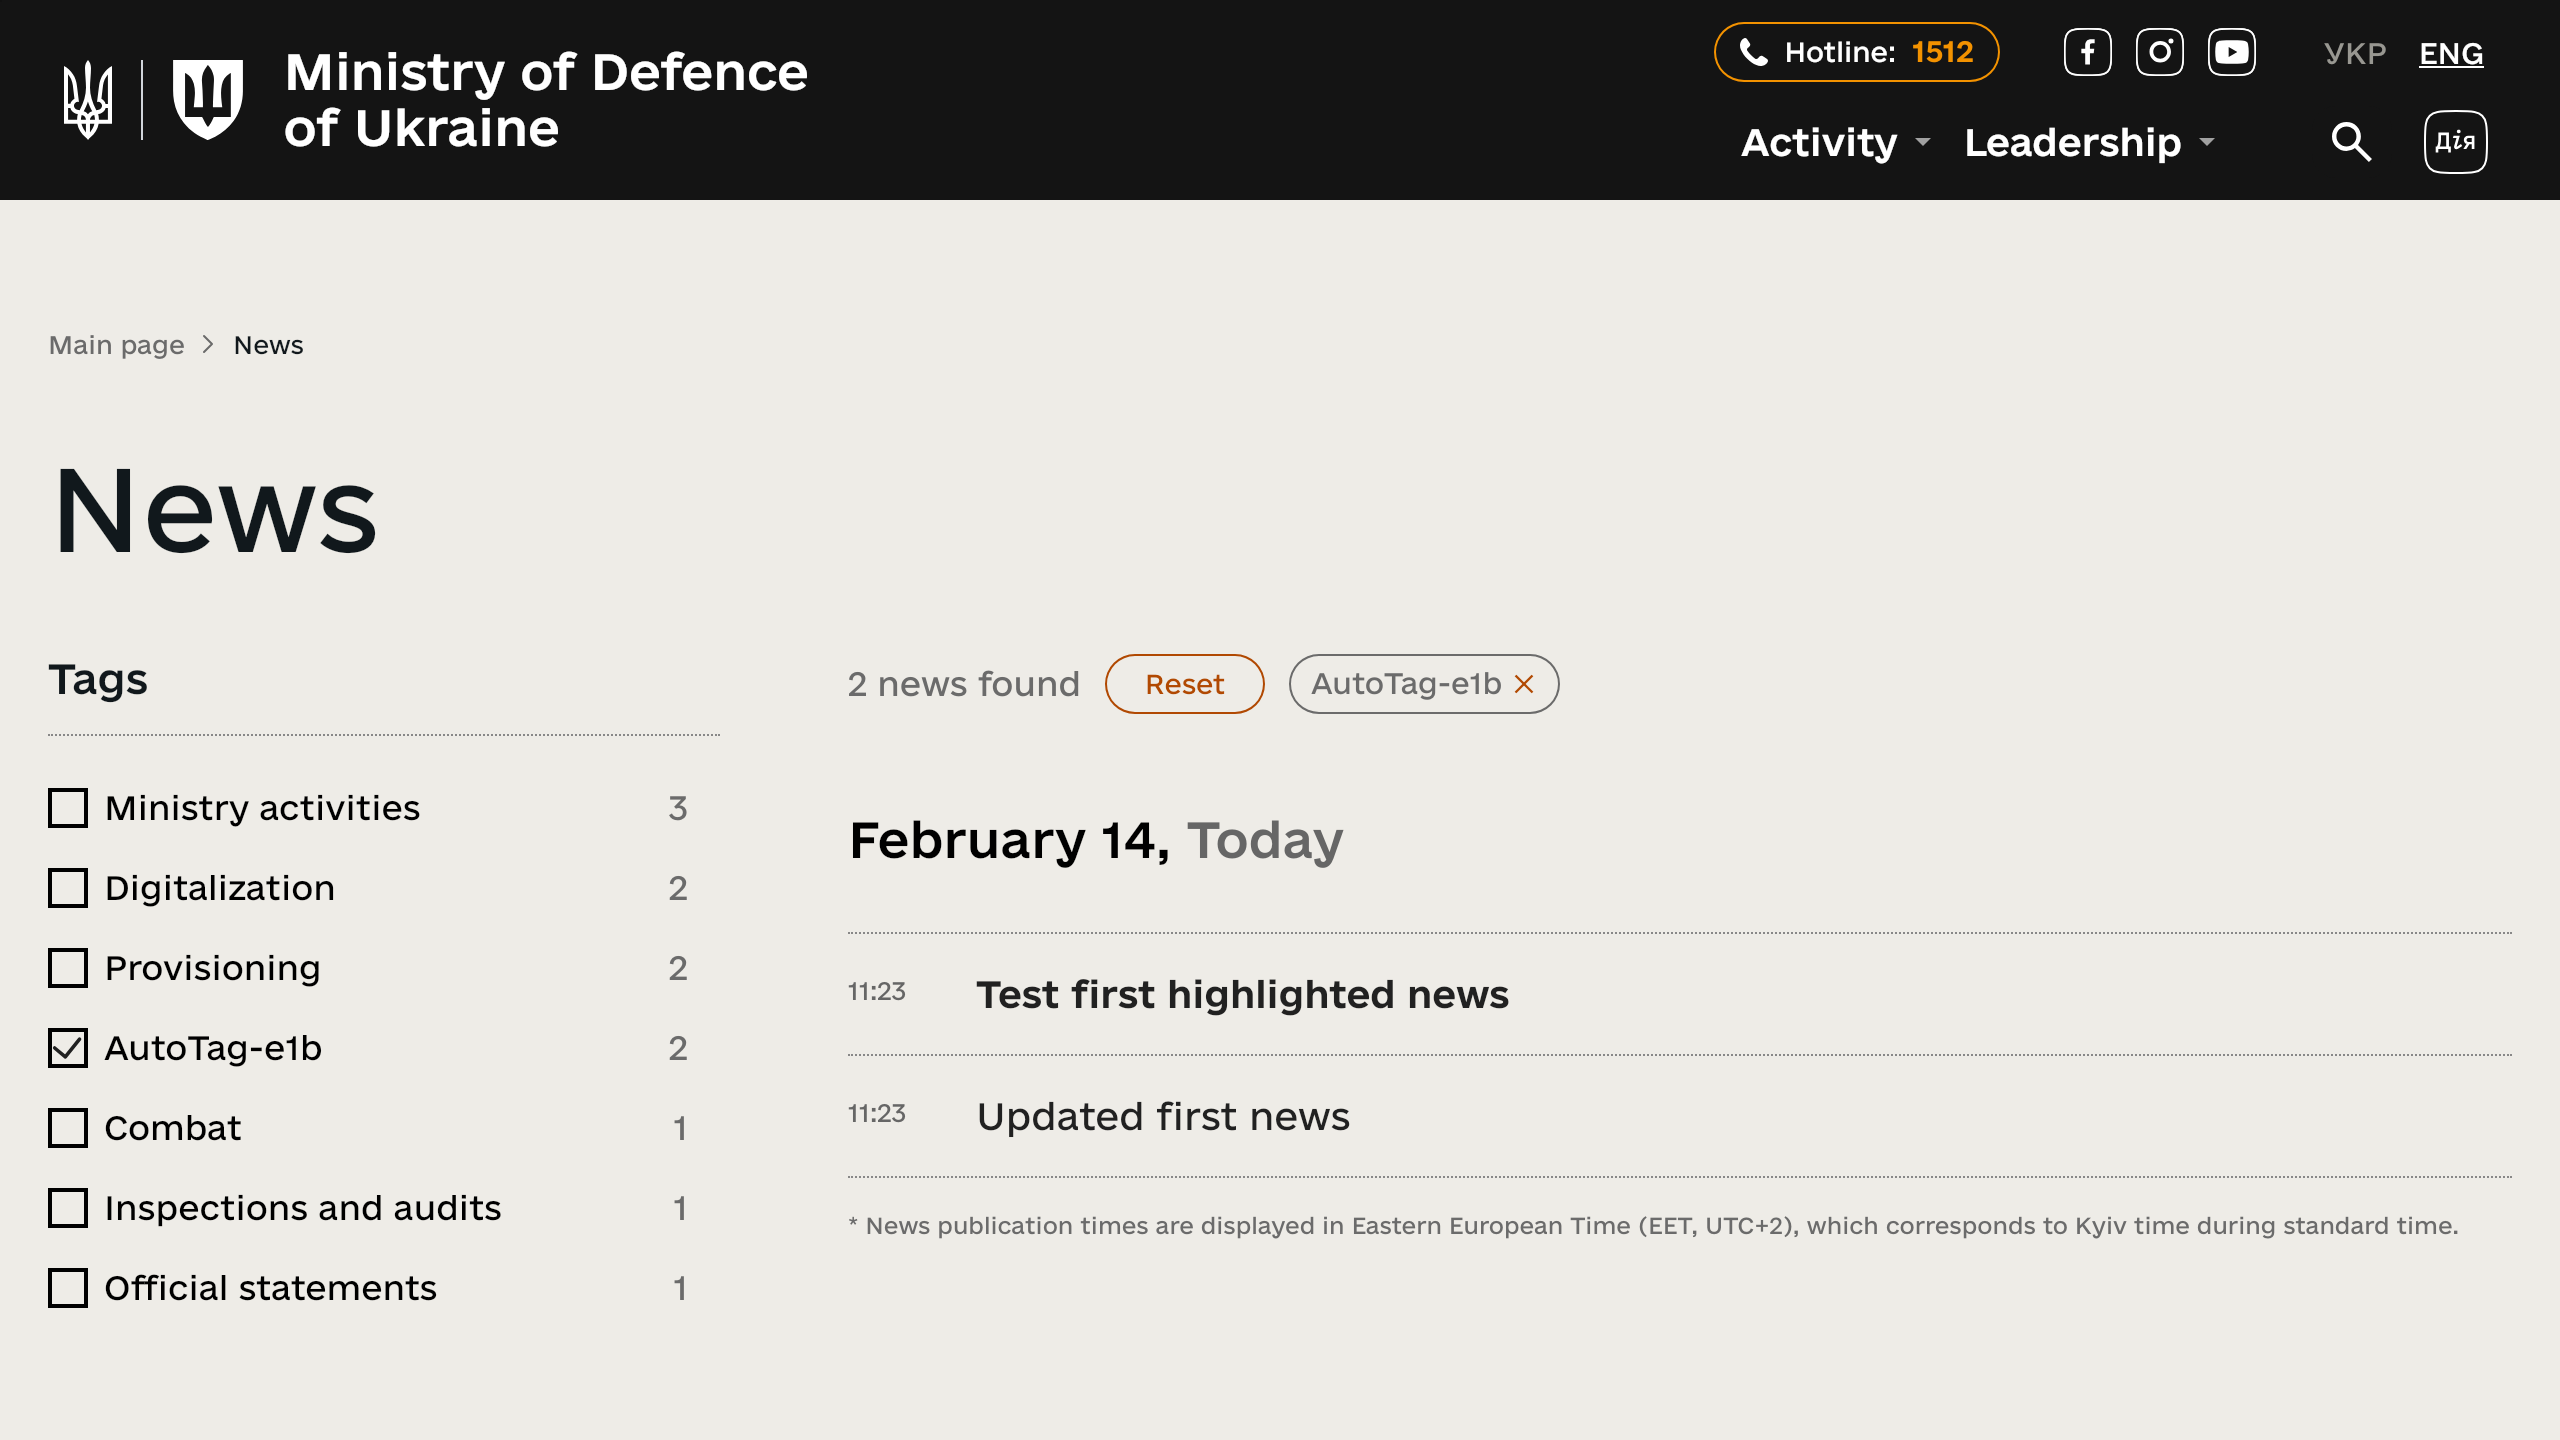 Ministry of Defence
of Ukraine
Hotline: 1512
УКР ENG
Activity Leadership
Дія
Main page News
News
Tags
Ministry activities 3
Digitalization 2
Provisioning 2
AutoTag-e1b 2
Combat 1
Inspections and audits 1
Official statements 1
2 news found Reset AutoTag-e1b
February 14, Today
11:23 Test first highlighted news
11:23 Updated first news
* News publication times are displayed in Eastern European Time (EET, UTC+2), which corresponds to Kyiv time during standard time.